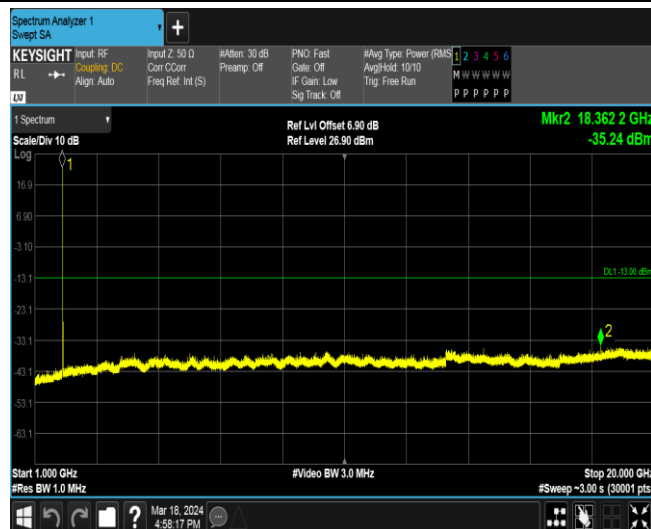 Spectrum Analyzer 1
Swept SA
+
KEYSIGHT Input: RF Input Z: 50 Ω #Atten: 30 dB PNO: Fast #Avg Type: Power (RMS 1 2 3 4 5 6
RL Coupling: DC Corr CCorr Preamp: Off Gate: Off Avg|Hold: 10/10 M W W W W W
Align: Auto Freq Ref: Int (S) IF Gain: Low Trig: Free Run
Sig Track: Off P P P P P P
LXI
1 Spectrum Ref Lvl Offset 6.90 dB Mkr2 18.362 2 GHz
Scale/Div 10 dB Ref Level 26.90 dBm -35.24 dBm
Log
1
16.9
6.90
-3.10
-13.1 DL1 -13.00 dBm
-23.1
2
-33.1
-43.1
-53.1
-63.1
Start 1.000 GHz #Video BW 3.0 MHz Stop 20.000 GHz
#Res BW 1.0 MHz #Sweep ~3.00 s (30001 pts
? Mar 18, 2024
4:58:17 PM